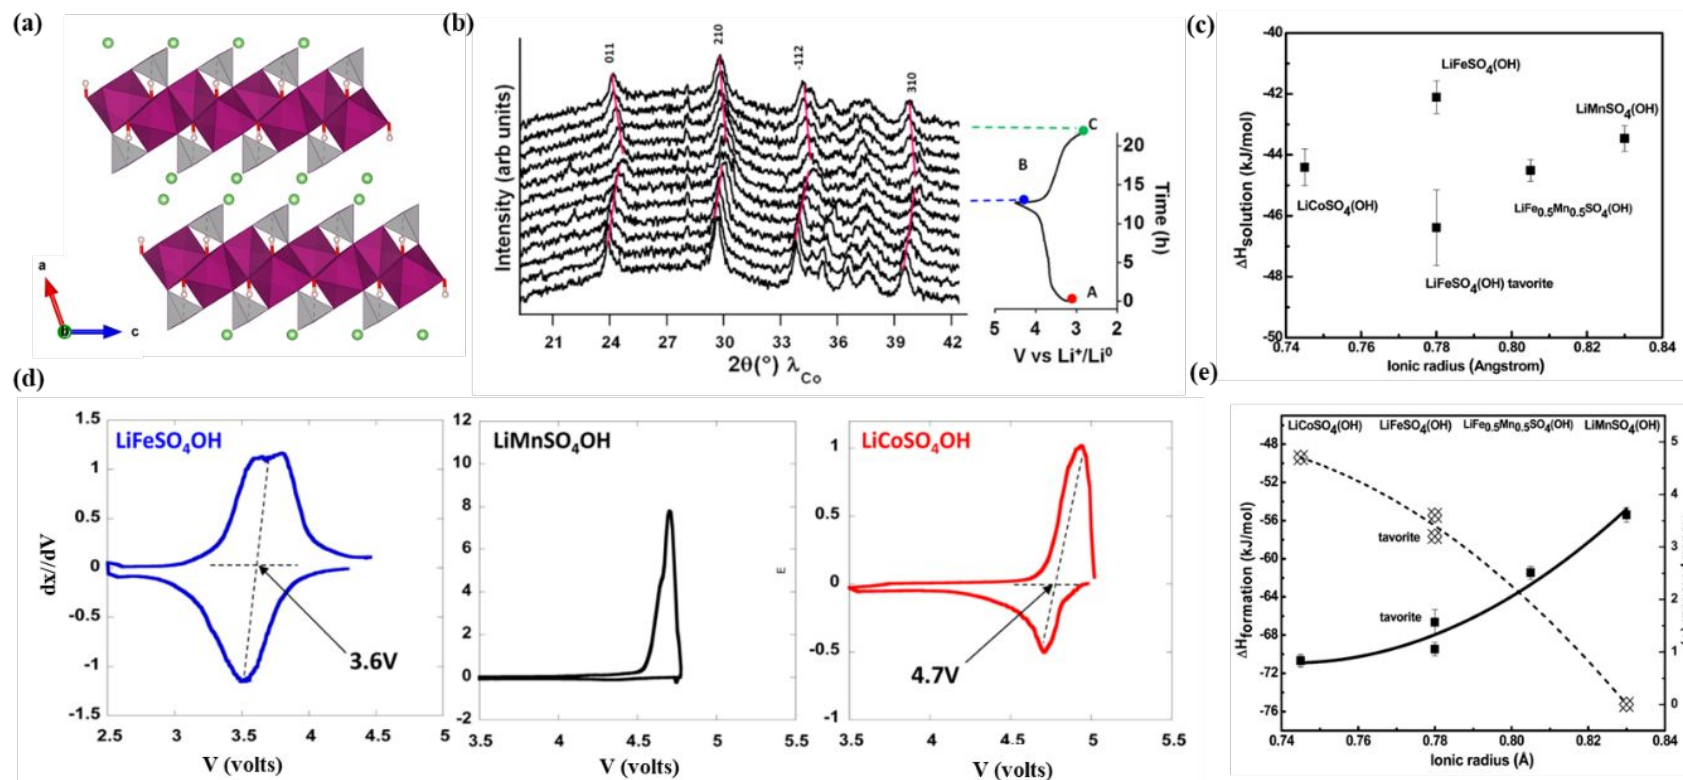 (a)
a
b
c
(b)
Intensity (arb units)
011
210
-112
310
21 24 27 30 33 36 39 42
2θ(°) λCo
A
B
C
0
5
10
15
20
Time (h)
5 4 3 2
V vs Li⁺/Li⁰
(c)
-40
-42
-44
-46
-48
-50
ΔHsolution (kJ/mol)
LiFeSO₄(OH)
LiMnSO₄(OH)
LiCoSO₄(OH)
LiFe₀.₅Mn₀.₅SO₄(OH)
LiFeSO₄(OH) tavorite
0.74 0.76 0.78 0.80 0.82 0.84
Ionic radius (Angstrom)
(d)
dx//dV
LiFeSO₄OH
1.5
1
0.5
0
-0.5
-1
-1.5
3.6V
2.5 3 3.5 4 4.5 5
V (volts)
LiMnSO₄OH
12
10
8
6
4
2
0
-2
3.5 4 4.5 5 5.5
V (volts)
E
LiCoSO₄OH
1
0.5
0
-0.5
-1
4.7V
3.5 4 4.5 5 5.5
V (volts)
(e)
ΔHformation (kJ/mol)
LiCoSO₄(OH) LiFeSO₄(OH) LiFe₀.₅Mn₀.₅SO₄(OH) LiMnSO₄(OH)
-48
-52
-56
-60
-64
-68
-72
-76
tavorite
tavorite
5
4
3
2
1
0
0.74 0.76 0.78 0.80 0.82 0.84
Ionic radius (Å)